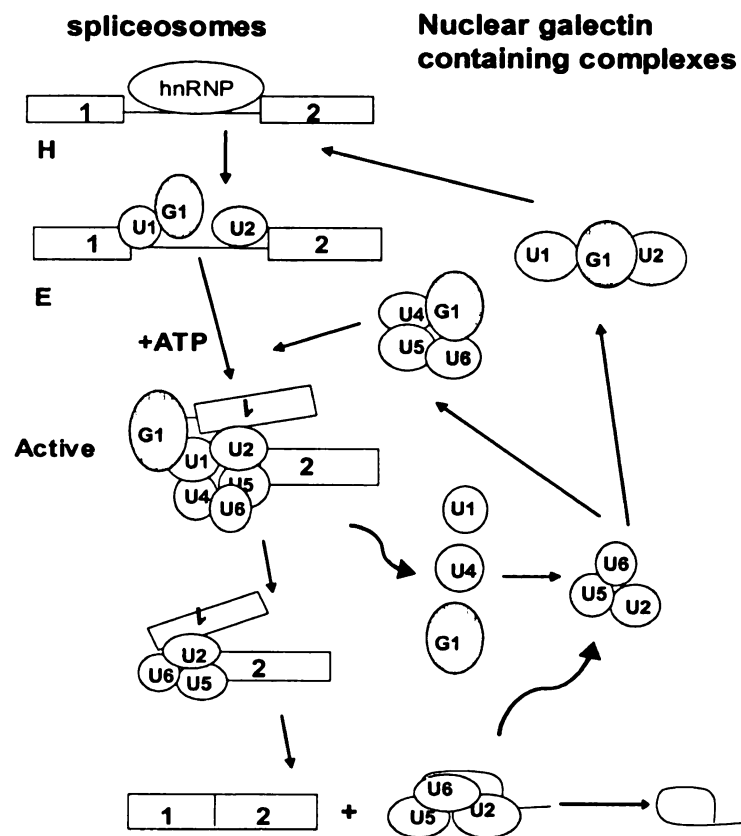 spliceosomes
Nuclear galectin
containing complexes
hnRNP
1
2
H
U1
G1
U2
1
2
E
U1
G1
U2
+ATP
U4
G1
U5
U6
1
G1
Active
U1
U2
2
U4
U5
U6
U1
U4
G1
U6
U5
U2
1
U2
U6
U5
2
1
2
+
U6
U5
U2